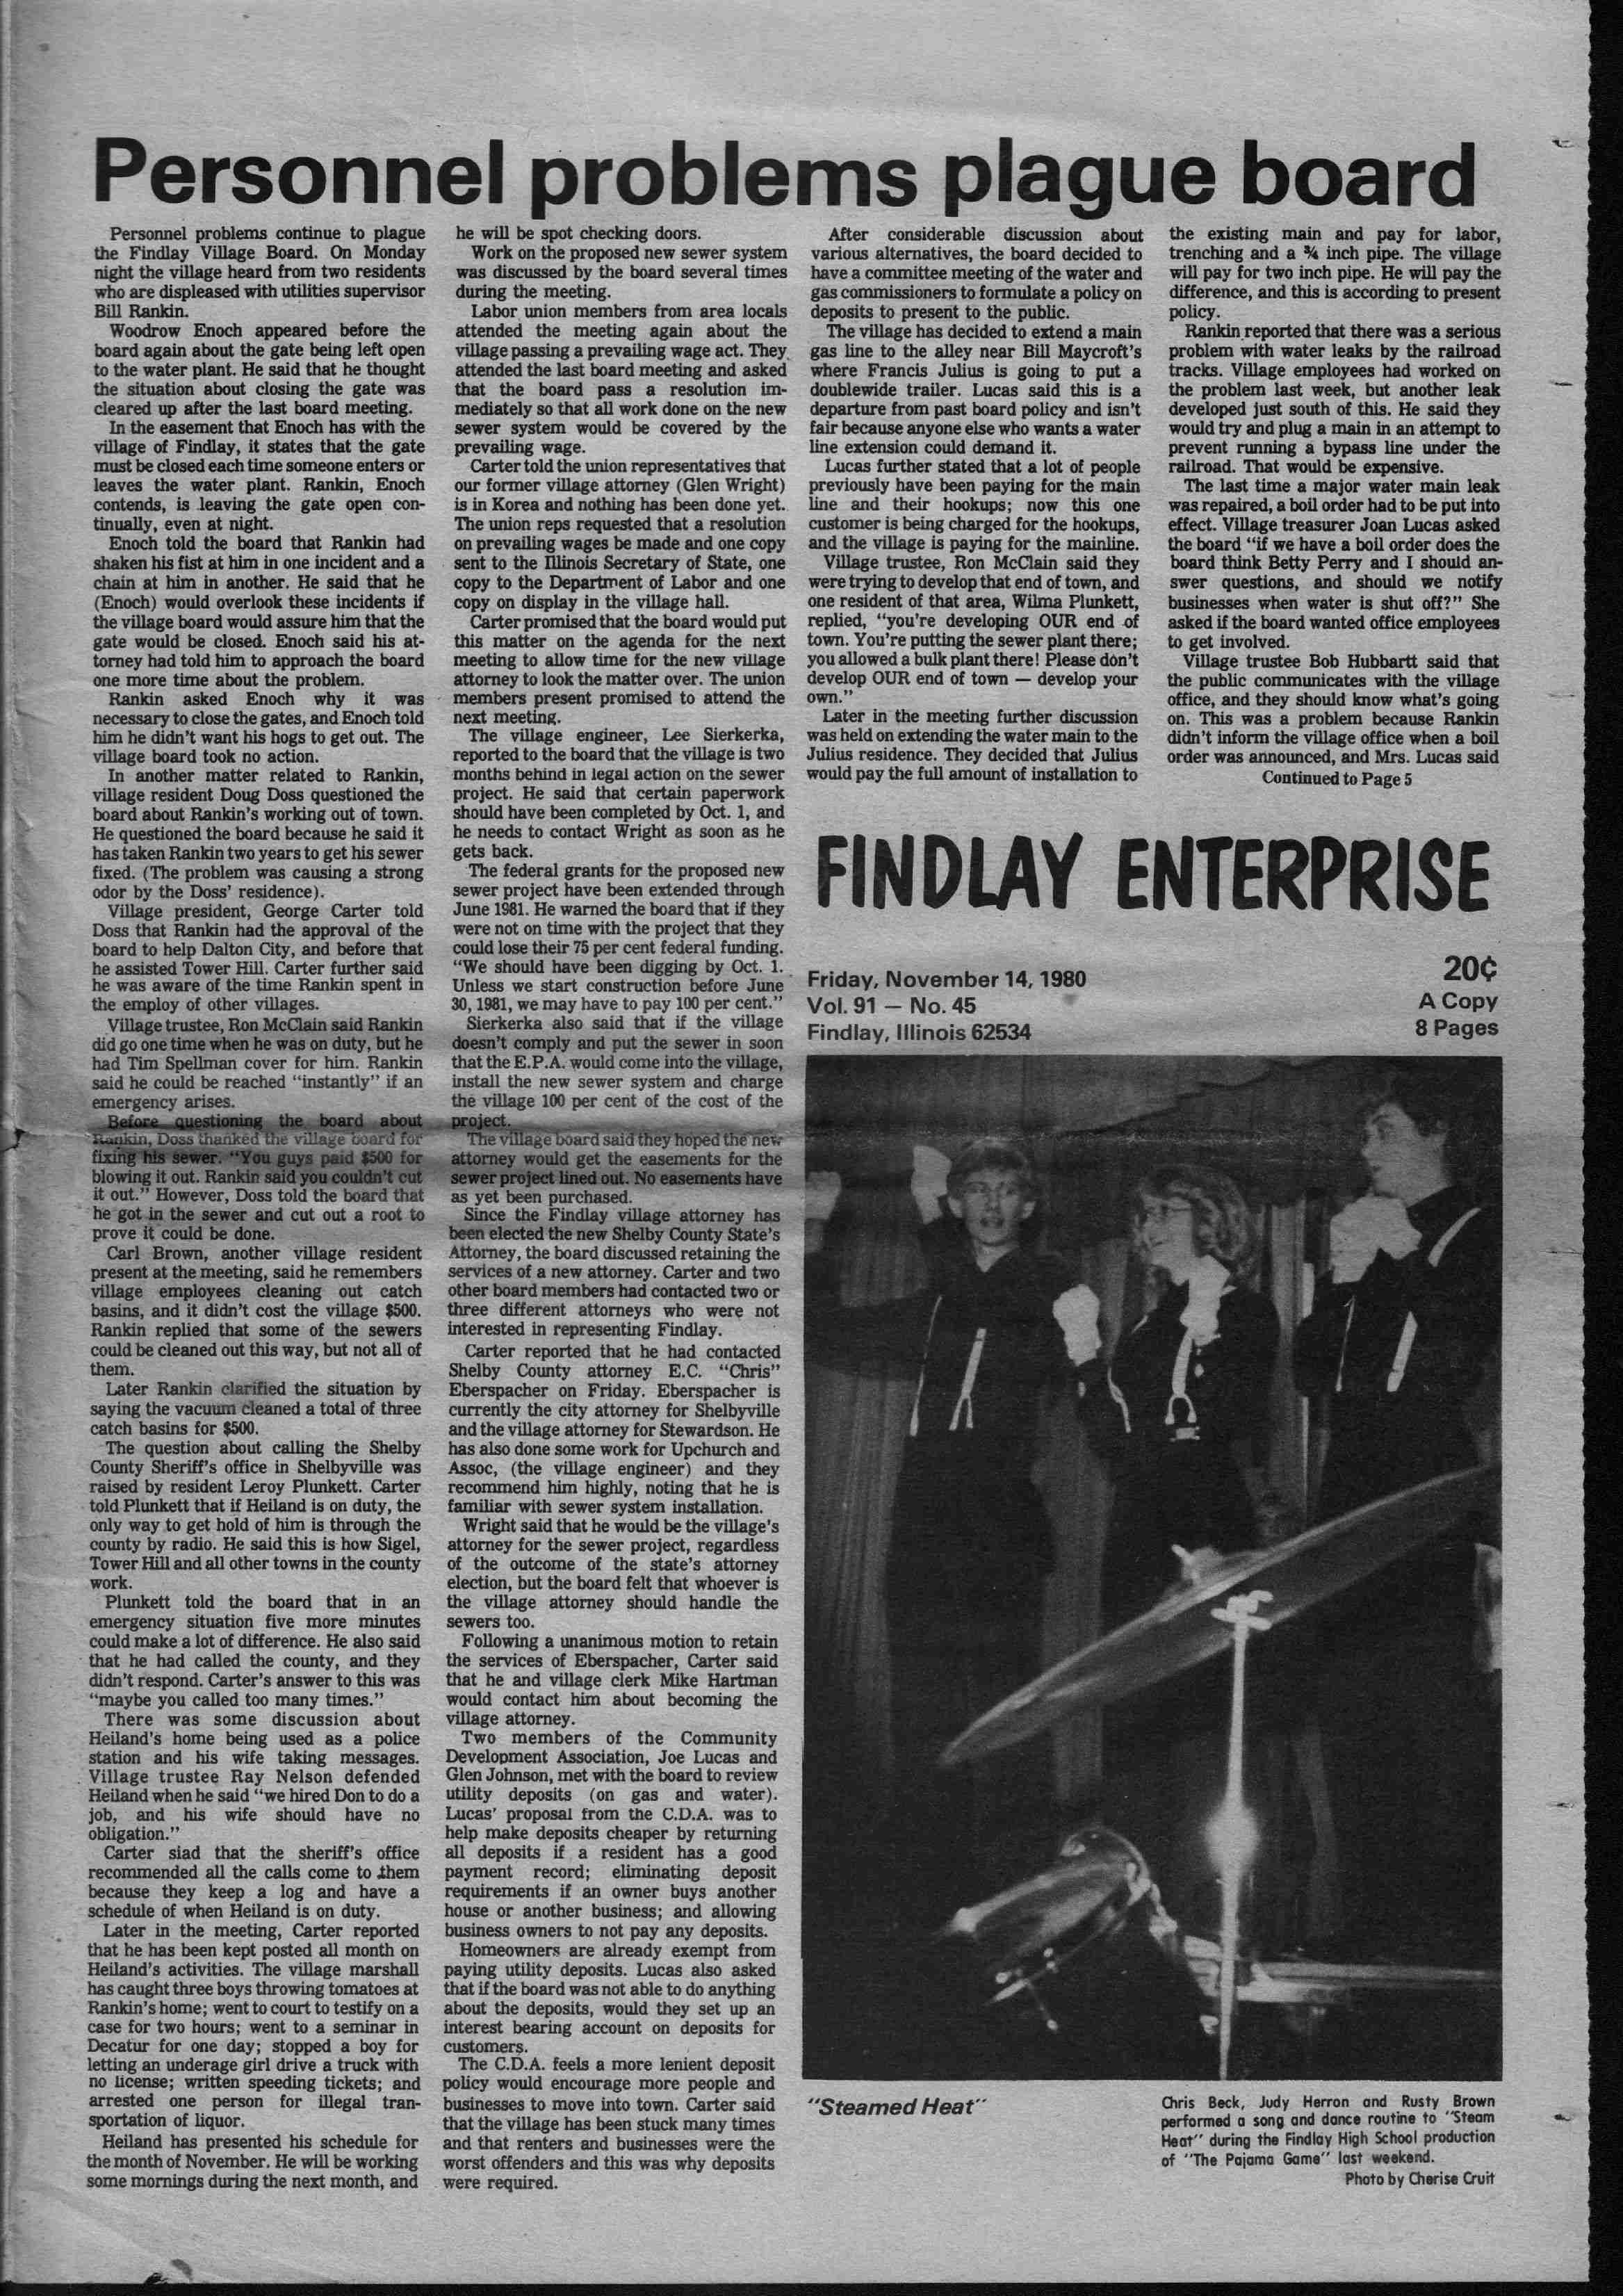 Personnel problems plague board
Personnel problems continue to plague
the Findlay Village Board. On Monday
night the village heard from two residents
who are displeased with utilities supervisor
Bill Rankin.
Woodrow Enoch appeared before the
board again about the gate being left open
to the water plant. He said that he thought
the situation about closing the gate was
cleared up after the last board meeting.
In the easement that Enoch has with the
village of Findlay, it states that the gate
must be closed each time someone enters or
leaves the water plant. Rankin, Enoch
contends, is leaving the gate open con-
tinually, even at night.
Enoch told the board that Rankin had
shaken his fist at him in one incident and a
chain at him in another. He said that he
(Enoch) would overlook these incidents if
the village board would assure him that the
gate would be closed. Enoch said his at-
torney had told him to approach the board
one more time about the problem.
Rankin asked Enoch why it was
necessary to close the gates, and Enoch told
him he didn't want his hogs to get out. The
village board took no action.
In another matter related to Rankin,
village resident Doug Doss questioned the
board about Rankin's working out of town.
He questioned the board because he said it
has taken Rankin two years to get his sewer
fixed. (The problem was causing a strong
odor by the Doss' residence).
Village president, George Carter told
Doss that Rankin had the approval of the
board to help Dalton City, and before that
he assisted Tower Hill. Carter further said
he was aware of the time Rankin spent in
the employ of other villages.
Village trustee, Ron McClain said Rankin
did go one time when he was on duty, but he
had Tim Spellman cover for him. Rankin
said he could be reached "instantly" if an
emergency arises.
Before questioning the board about
Rankin, Doss thanked the village board for
fixing his sewer. "You guys paid $500 for
blowing it out. Rankin said you couldn't cut
it out." However, Doss told the board that
he got in the sewer and cut out a root to
prove it could be done.
Carl Brown, another village resident
present at the meeting, said he remembers
village employees cleaning out catch
basins, and it didn't cost the village $500.
Rankin replied that some of the sewers
could be cleaned out this way, but not all of
them.
Later Rankin clarified the situation by
saying the vacuum cleaned a total of three
catch basins for $500.
The question about calling the Shelby
County Sheriff's office in Shelbyville was
raised by resident Leroy Plunkett. Carter
told Plunkett that if Heiland is on duty, the
only way to get hold of him is through the
county by radio. He said this is how Sigel,
Tower Hill and all other towns in the county
work.
Plunkett told the board that in an
emergency situation five more minutes
could make a lot of difference. He also said
that he had called the county, and they
didn't respond. Carter's answer to this was
"maybe you called too many times."
There was some discussion about
Heiland's home being used as a police
station and his wife taking messages.
Village trustee Ray Nelson defended
Heiland when he said "we hired Don to do a
job, and his wife should have no
obligation."
Carter siad that the sheriff's office
recommended all the calls come to them
because they keep a log and have a
schedule of when Heiland is on duty.
Later in the meeting, Carter reported
that he has been kept posted all month on
Heiland's activities. The village marshall
has caught three boys throwing tomatoes at
Rankin's home; went to court to testify on a
case for two hours; went to a seminar in
Decatur for one day; stopped a boy for
letting an underage girl drive a truck with
no license; written speeding tickets; and
arrested one person for illegal tran-
sportation of liquor.
Heiland has presented his schedule for
the month of November. He will be working
some mornings during the next month, and
he will be spot checking doors.
Work on the proposed new sewer system
was discussed by the board several times
during the meeting.
Labor union members from area locals
attended the meeting again about the
village passing a prevailing wage act. They
attended the last board meeting and asked
that the board pass a resolution im-
mediately so that all work done on the new
sewer system would be covered by the
prevailing wage.
Carter told the union representatives that
our former village attorney (Glen Wright)
is in Korea and nothing has been done yet.
The union reps requested that a resolution
on prevailing wages be made and one copy
sent to the Illinois Secretary of State, one
copy to the Department of Labor and one
copy on display in the village hall.
Carter promised that the board would put
this matter on the agenda for the next
meeting to allow time for the new village
attorney to look the matter over. The union
members present promised to attend the
next meeting.
The village engineer, Lee Sierkerka,
reported to the board that the village is two
months behind in legal action on the sewer
project. He said that certain paperwork
should have been completed by Oct. 1, and
he needs to contact Wright as soon as he
gets back.
The federal grants for the proposed new
sewer project have been extended through
June 1981. He warned the board that if they
were not on time with the project that they
could lose their 75 per cent federal funding.
"We should have been digging by Oct. 1.
Unless we start construction before June
30, 1981, we may have to pay 100 per cent."
Sierkerka also said that if the village
doesn't comply and put the sewer in soon
that the E.P.A. would come into the village,
install the new sewer system and charge
the village 100 per cent of the cost of the
project.
The village board said they hoped the new
attorney would get the easements for the
sewer project lined out. No easements have
as yet been purchased.
Since the Findlay village attorney has
been elected the new Shelby County State's
Attorney, the board discussed retaining the
services of a new attorney. Carter and two
other board members had contacted two or
three different attorneys who were not
interested in representing Findlay.
Carter reported that he had contacted
Shelby County attorney E.C. "Chris"
Eberspacher on Friday. Eberspacher is
currently the city attorney for Shelbyville
and the village attorney for Stewardson. He
has also done some work for Upchurch and
Assoc, (the village engineer) and they
recommend him highly, noting that he is
familiar with sewer system installation.
Wright said that he would be the village's
attorney for the sewer project, regardless
of the outcome of the state's attorney
election, but the board felt that whoever is
the village attorney should handle the
sewers too.
Following a unanimous motion to retain
the services of Eberspacher, Carter said
that he and village clerk Mike Hartman
would contact him about becoming the
village attorney.
Two members of the Community
Development Association, Joe Lucas and
Glen Johnson, met with the board to review
utility deposits (on gas and water).
Lucas' proposal from the C.D.A. was to
help make deposits cheaper by returning
all deposits if a resident has a good
payment record; eliminating deposit
requirements if an owner buys another
house or another business; and allowing
business owners to not pay any deposits.
Homeowners are already exempt from
paying utility deposits. Lucas also asked
that if the board was not able to do anything
about the deposits, would they set up an
interest bearing account on deposits for
customers.
The C.D.A. feels a more lenient deposit
policy would encourage more people and
businesses to move into town. Carter said
that the village has been stuck many times
and that renters and businesses were the
worst offenders and this was why deposits
were required.
After considerable discussion about
various alternatives, the board decided to
have a committee meeting of the water and
gas commissioners to formulate a policy on
deposits to present to the public.
The village has decided to extend a main
gas line to the alley near Bill Maycroft's
where Francis Julius is going to put a
doublewide trailer. Lucas said this is a
departure from past board policy and isn't
fair because anyone else who wants a water
line extension could demand it.
Lucas further stated that a lot of people
previously have been paying for the main
line and their hookups; now this one
customer is being charged for the hookups,
and the village is paying for the mainline.
Village trustee, Ron McClain said they
were trying to develop that end of town, and
one resident of that area, Wilma Plunkett,
replied, "you're developing OUR end of
town. You're putting the sewer plant there;
you allowed a bulk plant there! Please don't
develop OUR end of town — develop your
own."
Later in the meeting further discussion
was held on extending the water main to the
Julius residence. They decided that Julius
would pay the full amount of installation to
the existing main and pay for labor,
trenching and a ¾ inch pipe. The village
will pay for two inch pipe. He will pay the
difference, and this is according to present
policy.
Rankin reported that there was a serious
problem with water leaks by the railroad
tracks. Village employees had worked on
the problem last week, but another leak
developed just south of this. He said they
would try and plug a main in an attempt to
prevent running a bypass line under the
railroad. That would be expensive.
The last time a major water main leak
was repaired, a boil order had to be put into
effect. Village treasurer Joan Lucas asked
the board "if we have a boil order does the
board think Betty Perry and I should an-
swer questions, and should we notify
businesses when water is shut off?" She
asked if the board wanted office employees
to get involved.
Village trustee Bob Hubbartt said that
the public communicates with the village
office, and they should know what's going
on. This was a problem because Rankin
didn't inform the village office when a boil
order was announced, and Mrs. Lucas said
Continued to Page 5
FINDLAY ENTERPRISE
Friday, November 14, 1980
Vol. 91 — No. 45
Findlay, Illinois 62534
20¢
A Copy
8 Pages
"Steamed Heat"
Chris Beck, Judy Herron and Rusty Brown
performed a song and dance routine to "Steam
Heat" during the Findlay High School production
of "The Pajama Game" last weekend.
Photo by Cherise Cruit